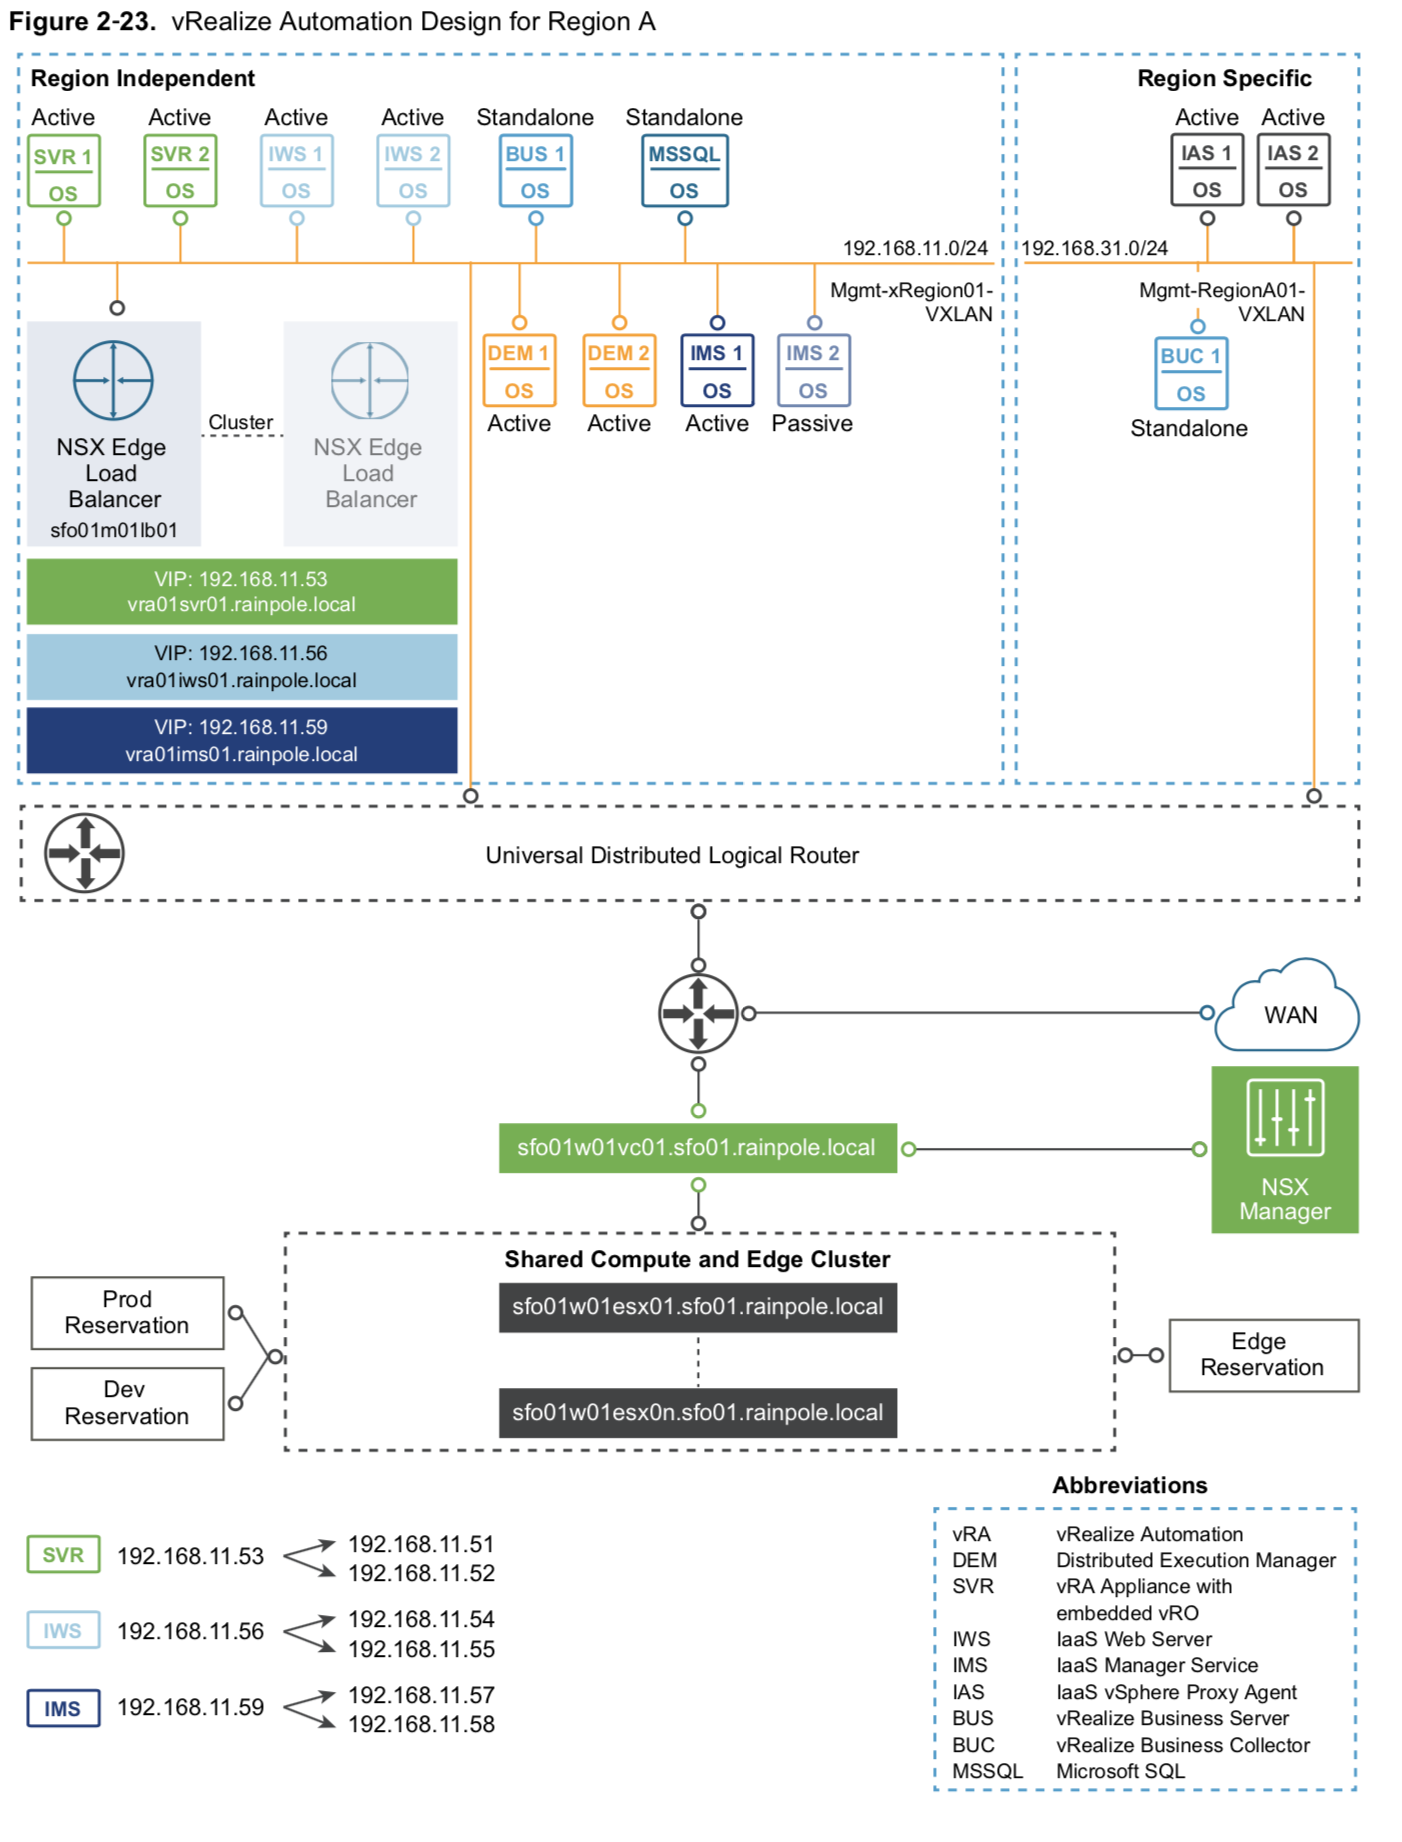 Figure 2-23. vRealize Automation Design for Region A
Region Independent
Region Specific
Active
Active
Active
Active
Standalone
Standalone
Active
Active
SVR 1
OS
SVR 2
OS
IWS 1
OS
IWS 2
OS
BUS 1
OS
MSSQL
OS
IAS 1
OS
IAS 2
OS
192.168.11.0/24
192.168.31.0/24
Mgmt-xRegion01-
VXLAN
Mgmt-RegionA01-
VXLAN
DEM 1
OS
Active
DEM 2
OS
Active
IMS 1
OS
Active
IMS 2
OS
Passive
BUC 1
OS
Standalone
NSX Edge
Load
Balancer
sfo01m01lb01
Cluster
NSX Edge
Load
Balancer
VIP: 192.168.11.53
vra01svr01.rainpole.local
VIP: 192.168.11.56
vra01iws01.rainpole.local
VIP: 192.168.11.59
vra01ims01.rainpole.local
Universal Distributed Logical Router
WAN
sfo01w01vc01.sfo01.rainpole.local
NSX
Manager
Shared Compute and Edge Cluster
sfo01w01esx01.sfo01.rainpole.local
sfo01w01esx0n.sfo01.rainpole.local
Prod
Reservation
Dev
Reservation
Edge
Reservation
SVR 192.168.11.53
192.168.11.51
192.168.11.52
IWS 192.168.11.56
192.168.11.54
192.168.11.55
IMS 192.168.11.59
192.168.11.57
192.168.11.58
Abbreviations
vRA vRealize Automation
DEM Distributed Execution Manager
SVR vRA Appliance with
embedded vRO
IWS IaaS Web Server
IMS IaaS Manager Service
IAS IaaS vSphere Proxy Agent
BUS vRealize Business Server
BUC vRealize Business Collector
MSSQL Microsoft SQL